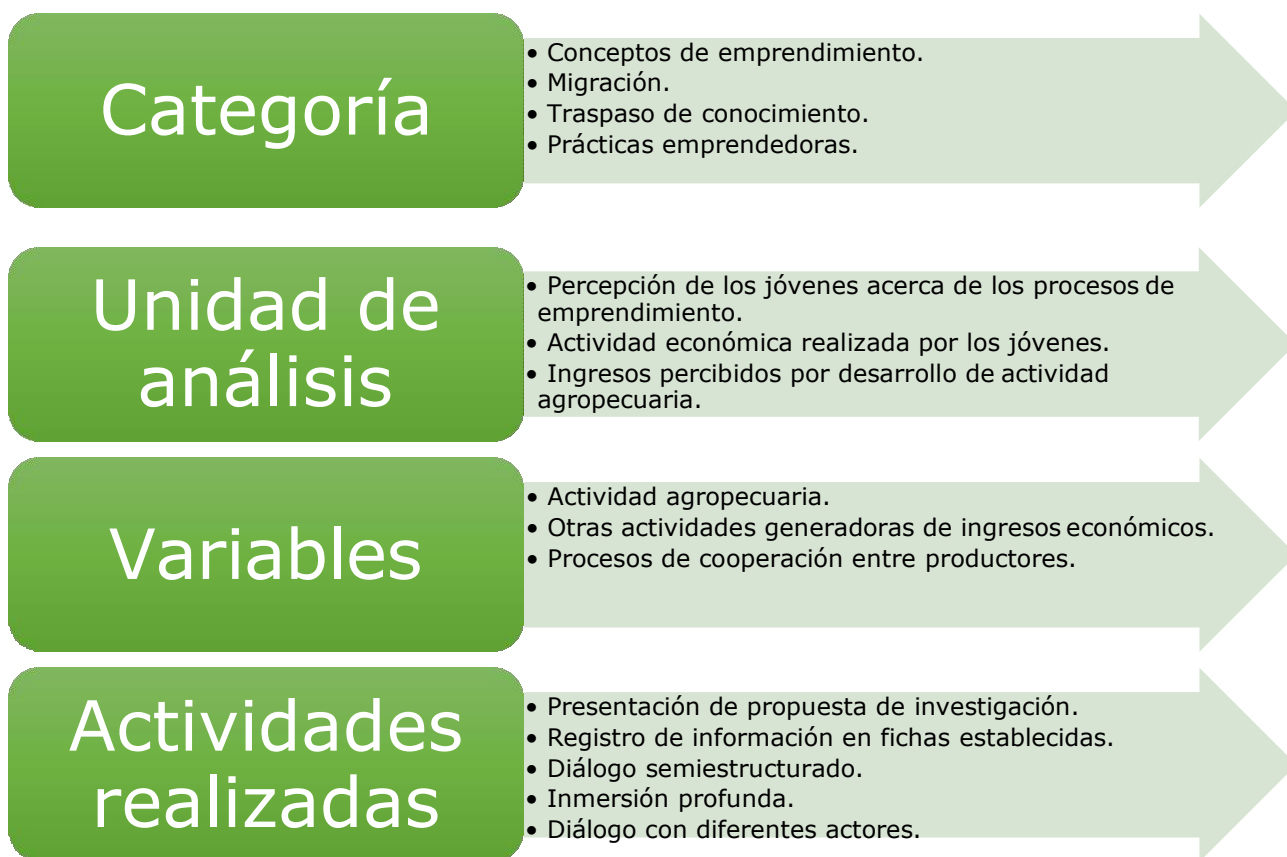 Categoría
• Conceptos de emprendimiento.
• Migración.
• Traspaso de conocimiento.
• Prácticas emprendedoras.
Unidad de
análisis
• Percepción de los jóvenes acerca de los procesos de
emprendimiento.
• Actividad económica realizada por los jóvenes.
• Ingresos percibidos por desarrollo de actividad
agropecuaria.
Variables
• Actividad agropecuaria.
• Otras actividades generadoras de ingresos económicos.
• Procesos de cooperación entre productores.
Actividades
realizadas
• Presentación de propuesta de investigación.
• Registro de información en fichas establecidas.
• Diálogo semiestructurado.
• Inmersión profunda.
• Diálogo con diferentes actores.